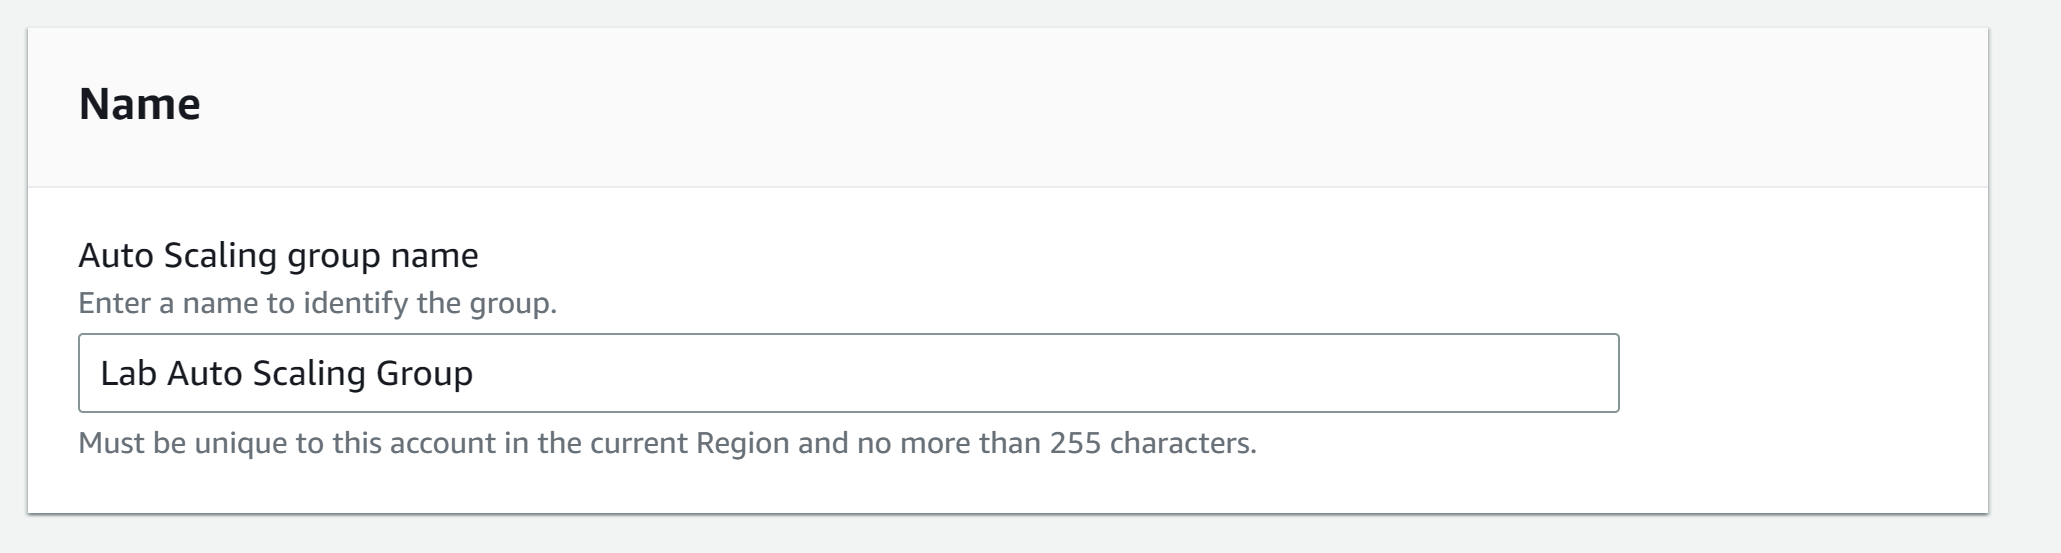 Name
Auto Scaling group name
Enter a name to identify the group.
Lab Auto Scaling Group
Must be unique to this account in the current Region and no more than 255 characters.